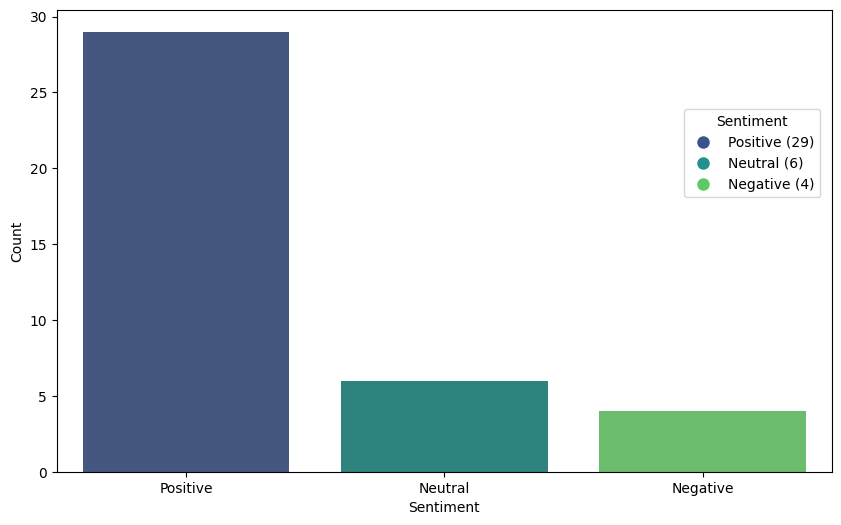 30
25
20
15
10
5
0
Count
Sentiment
Positive (29)
Neutral (6)
Negative (4)
Positive
Neutral
Negative
Sentiment